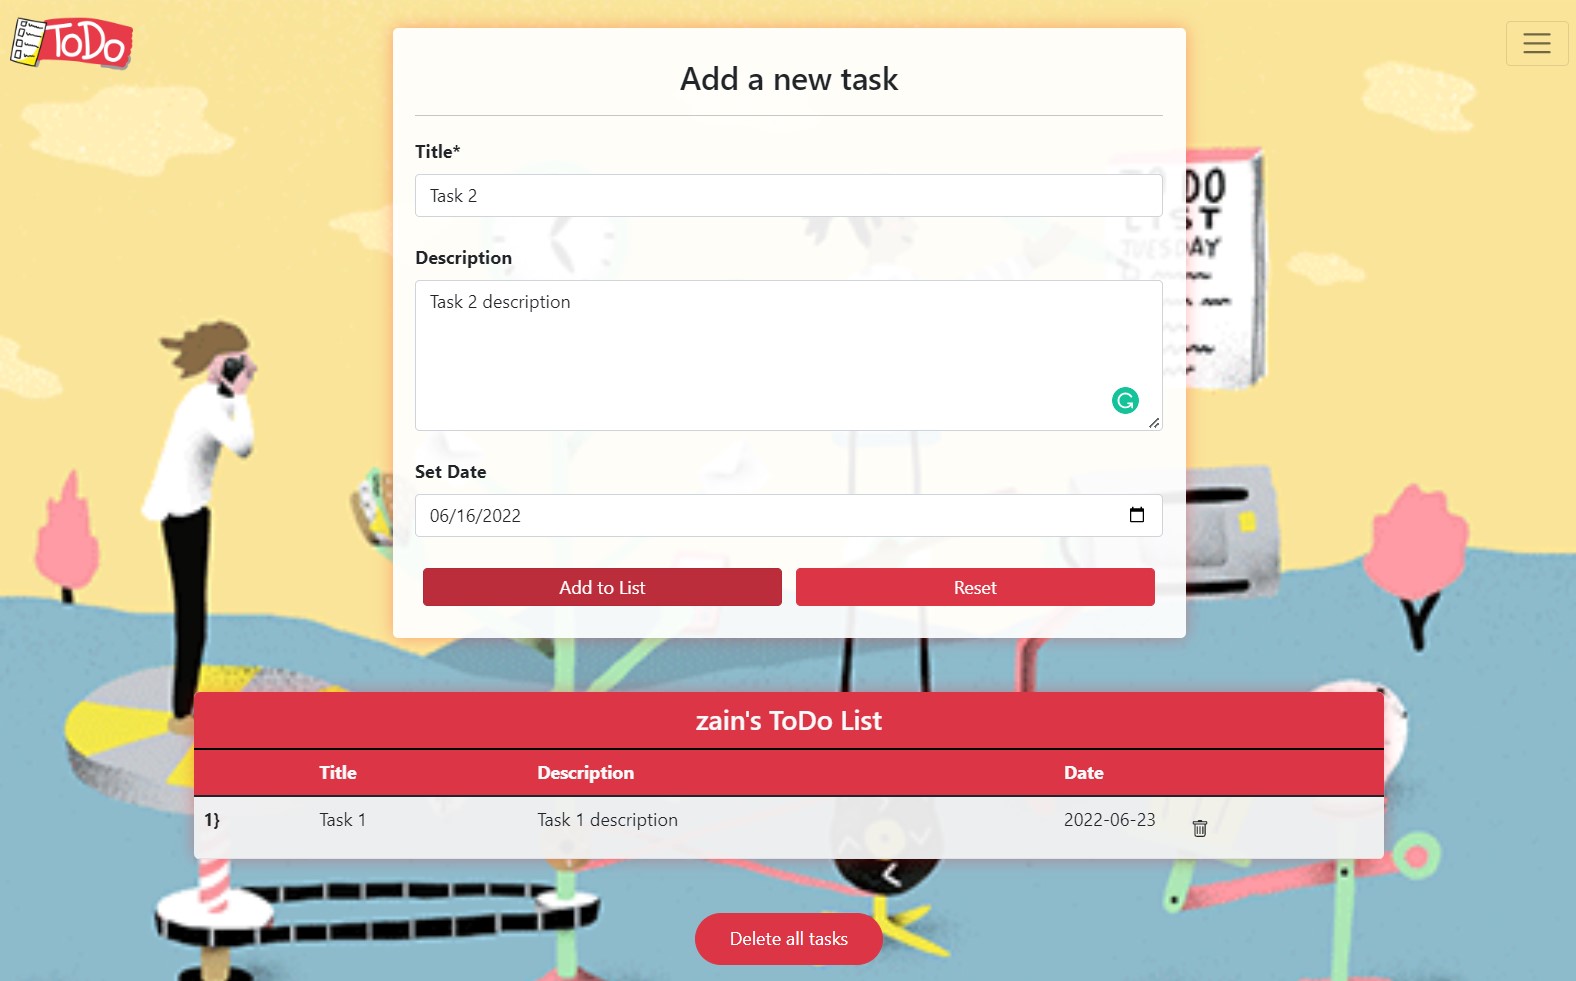 ToDo
Add a new task
Title*
Task 2
Description
Task 2 description
Set Date
06/16/2022
Add to List
Reset
LIST
TUESDAY
zain's ToDo List
Title Description Date
1} Task 1 Task 1 description 2022-06-23
Delete all tasks